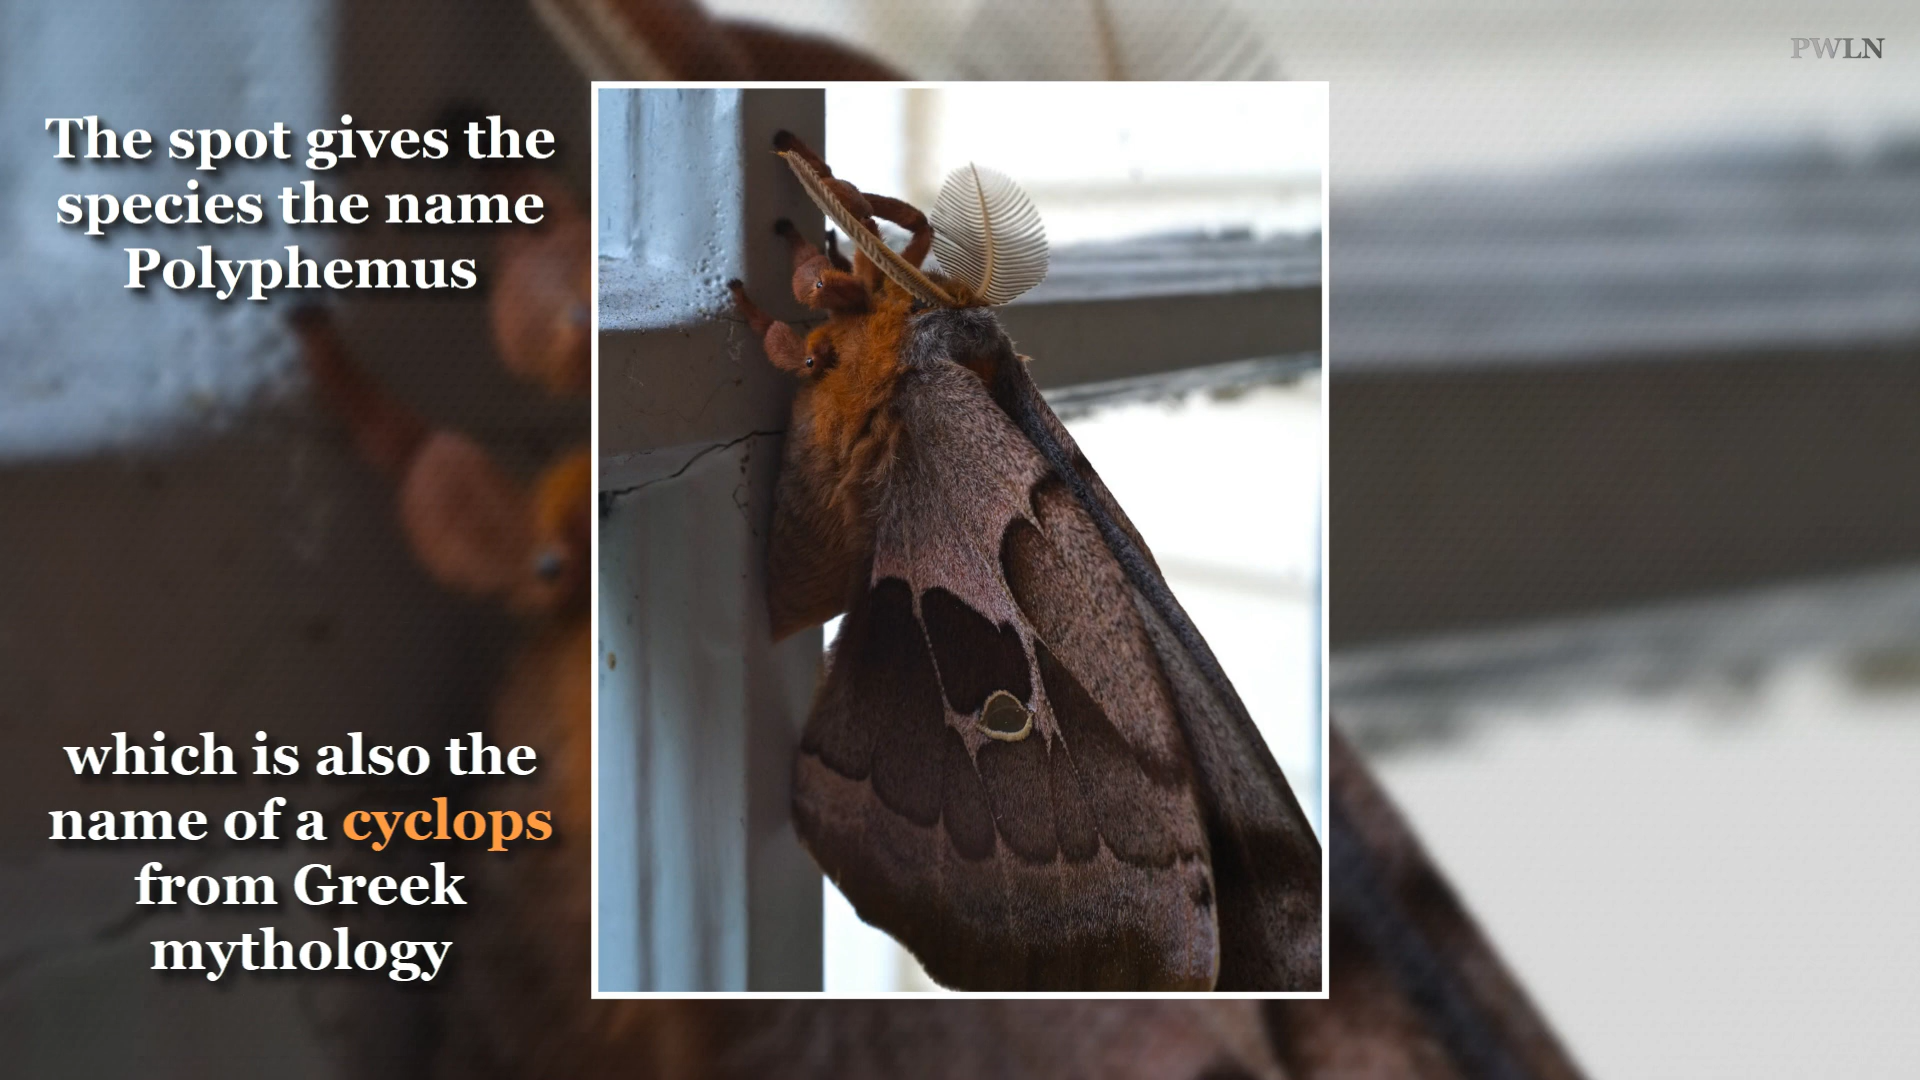 PWLN
The spot gives the
species the name
Polyphemus
which is also the
name of a cyclops
from Greek
mythology